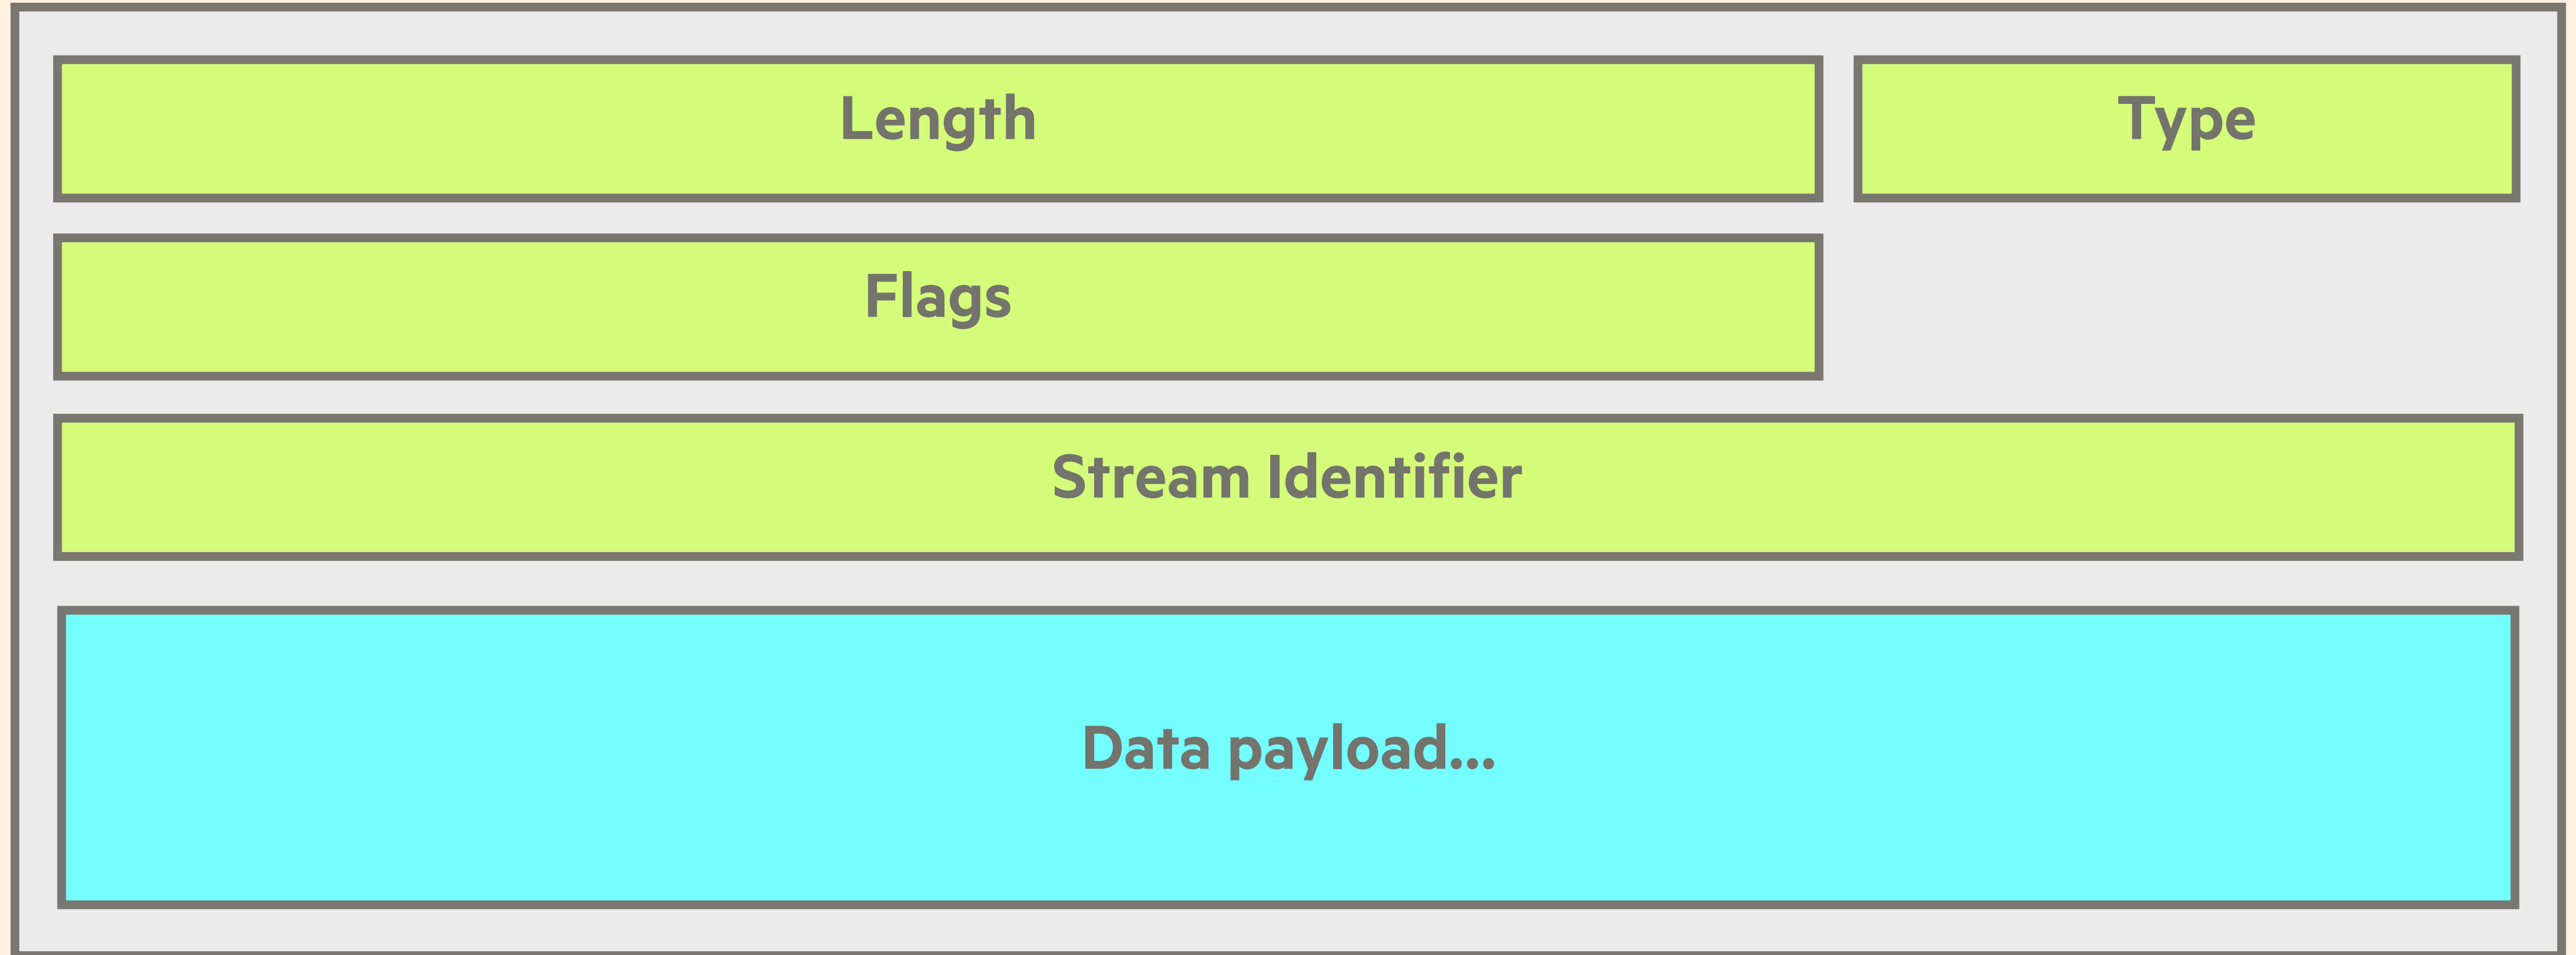 Length
Type
Flags
Stream Identifier
Data payload...